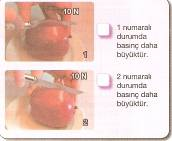 10 N
1
1 numaralı
durumda
basınç daha
büyüktür.
10 N
2
2 numaralı
durumda
basınç daha
büyüktür.